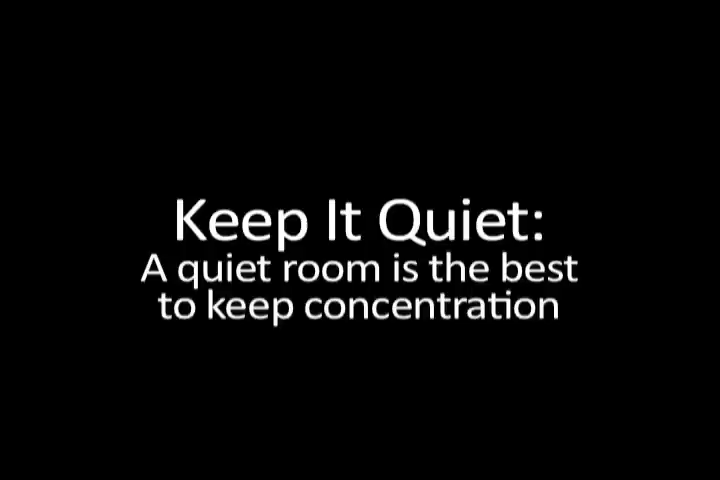 Keep It Quiet:
A quiet room is the best
to keep concentration